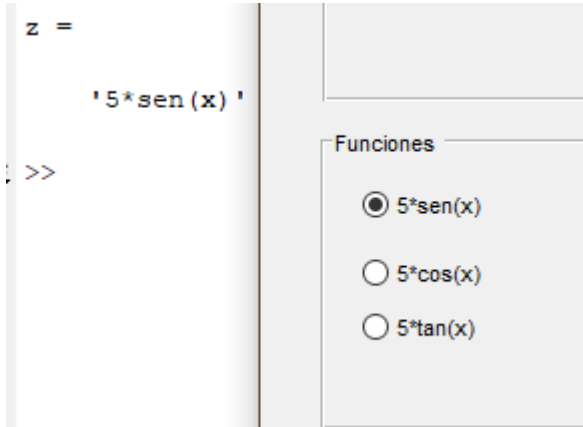 z =
'5*sen(x)'
>>
Funciones
5*sen(x)
5*cos(x)
5*tan(x)